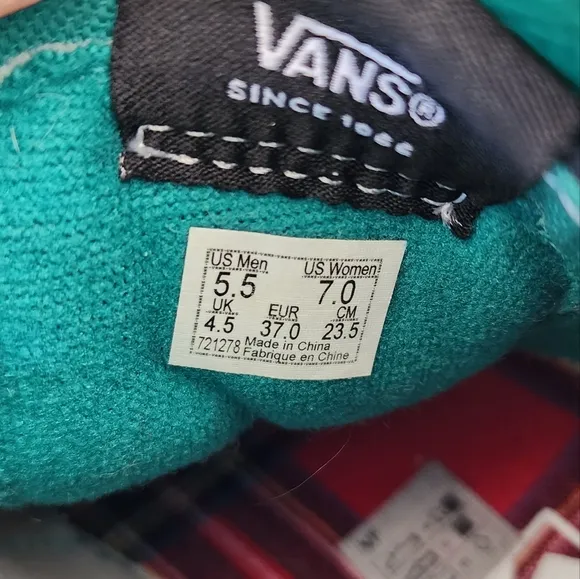 VANS®
SINCE 1966
US Men US Women
5.5 7.0
UK EUR CM
4.5 37.0 23.5
721278 Made in China
Fabrique en Chine